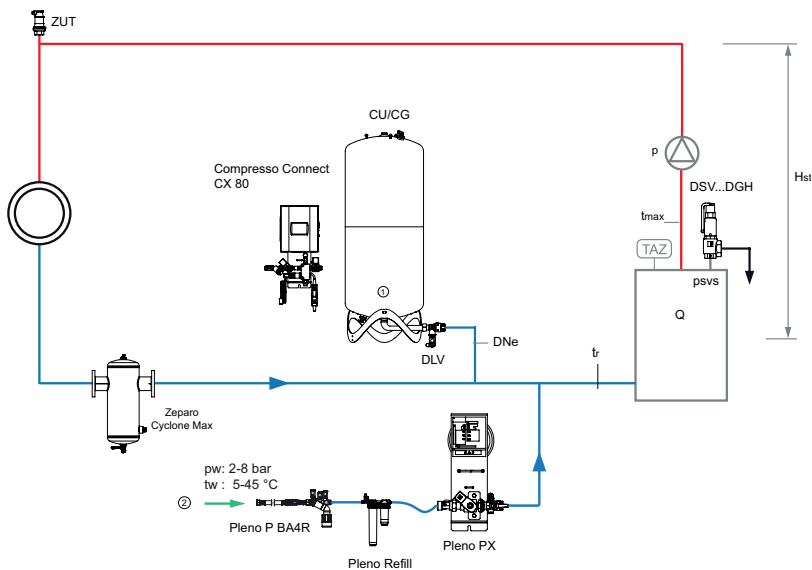 ZUT
CU/CG
Compresso Connect
CX 80
p
DSV...DGH
Hst
tmax
TAZ
psvs
Q
1
DLV
DNe
tr
Zeparo
Cyclone Max
pw: 2-8 bar
tw : 5-45 °C
2
Pleno P BA4R
Pleno Refill
Pleno PX